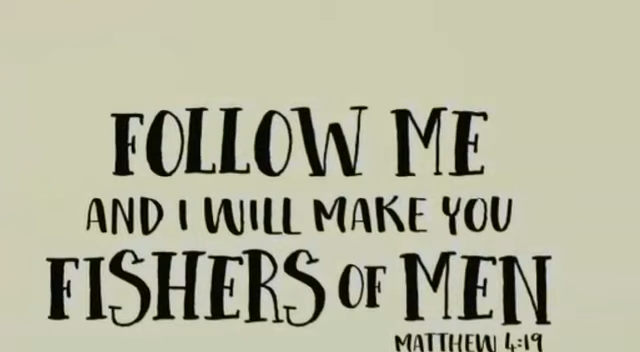 FOLLOW ME
AND I WILL MAKE YOU
FISHERS OF MEN
MATTHEW 4:19